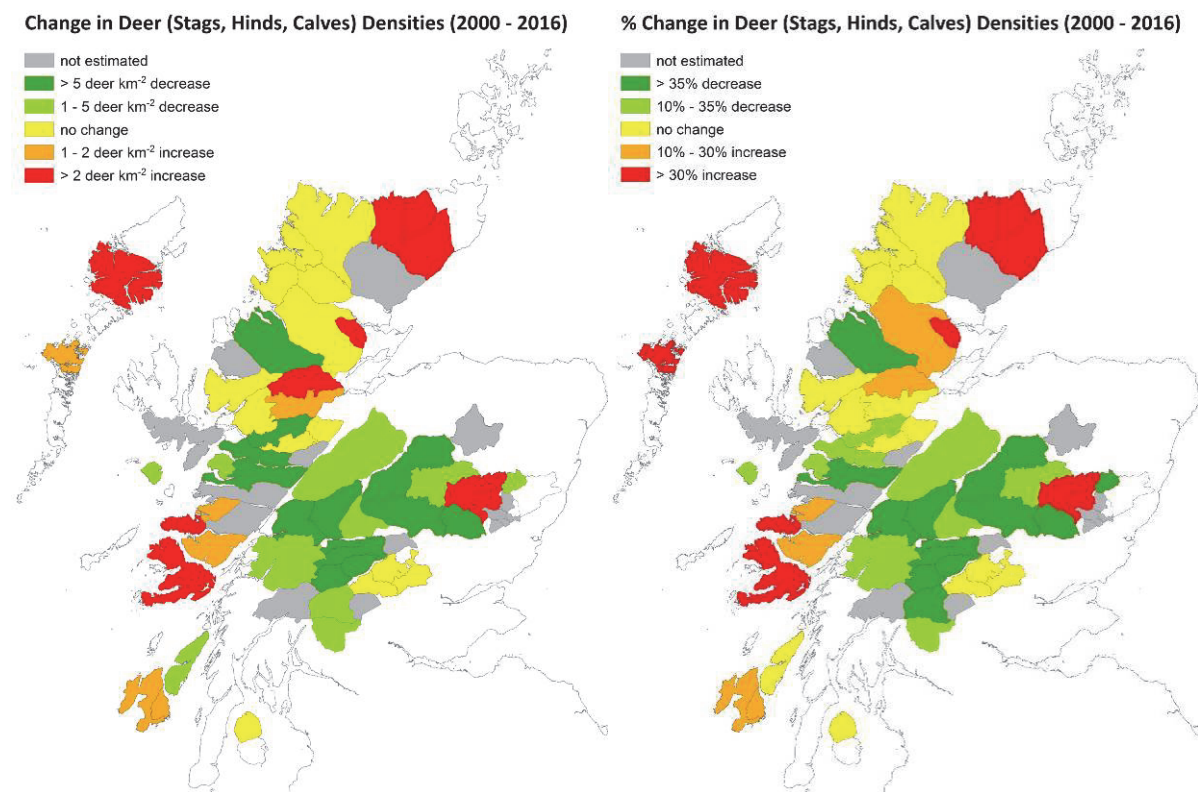 Change in Deer (Stags, Hinds, Calves) Densities (2000 - 2016)
not estimated
> 5 deer km⁻² decrease
1 - 5 deer km⁻² decrease
no change
1 - 2 deer km⁻² increase
> 2 deer km⁻² increase
% Change in Deer (Stags, Hinds, Calves) Densities (2000 - 2016)
not estimated
> 35% decrease
10% - 35% decrease
no change
10% - 30% increase
> 30% increase